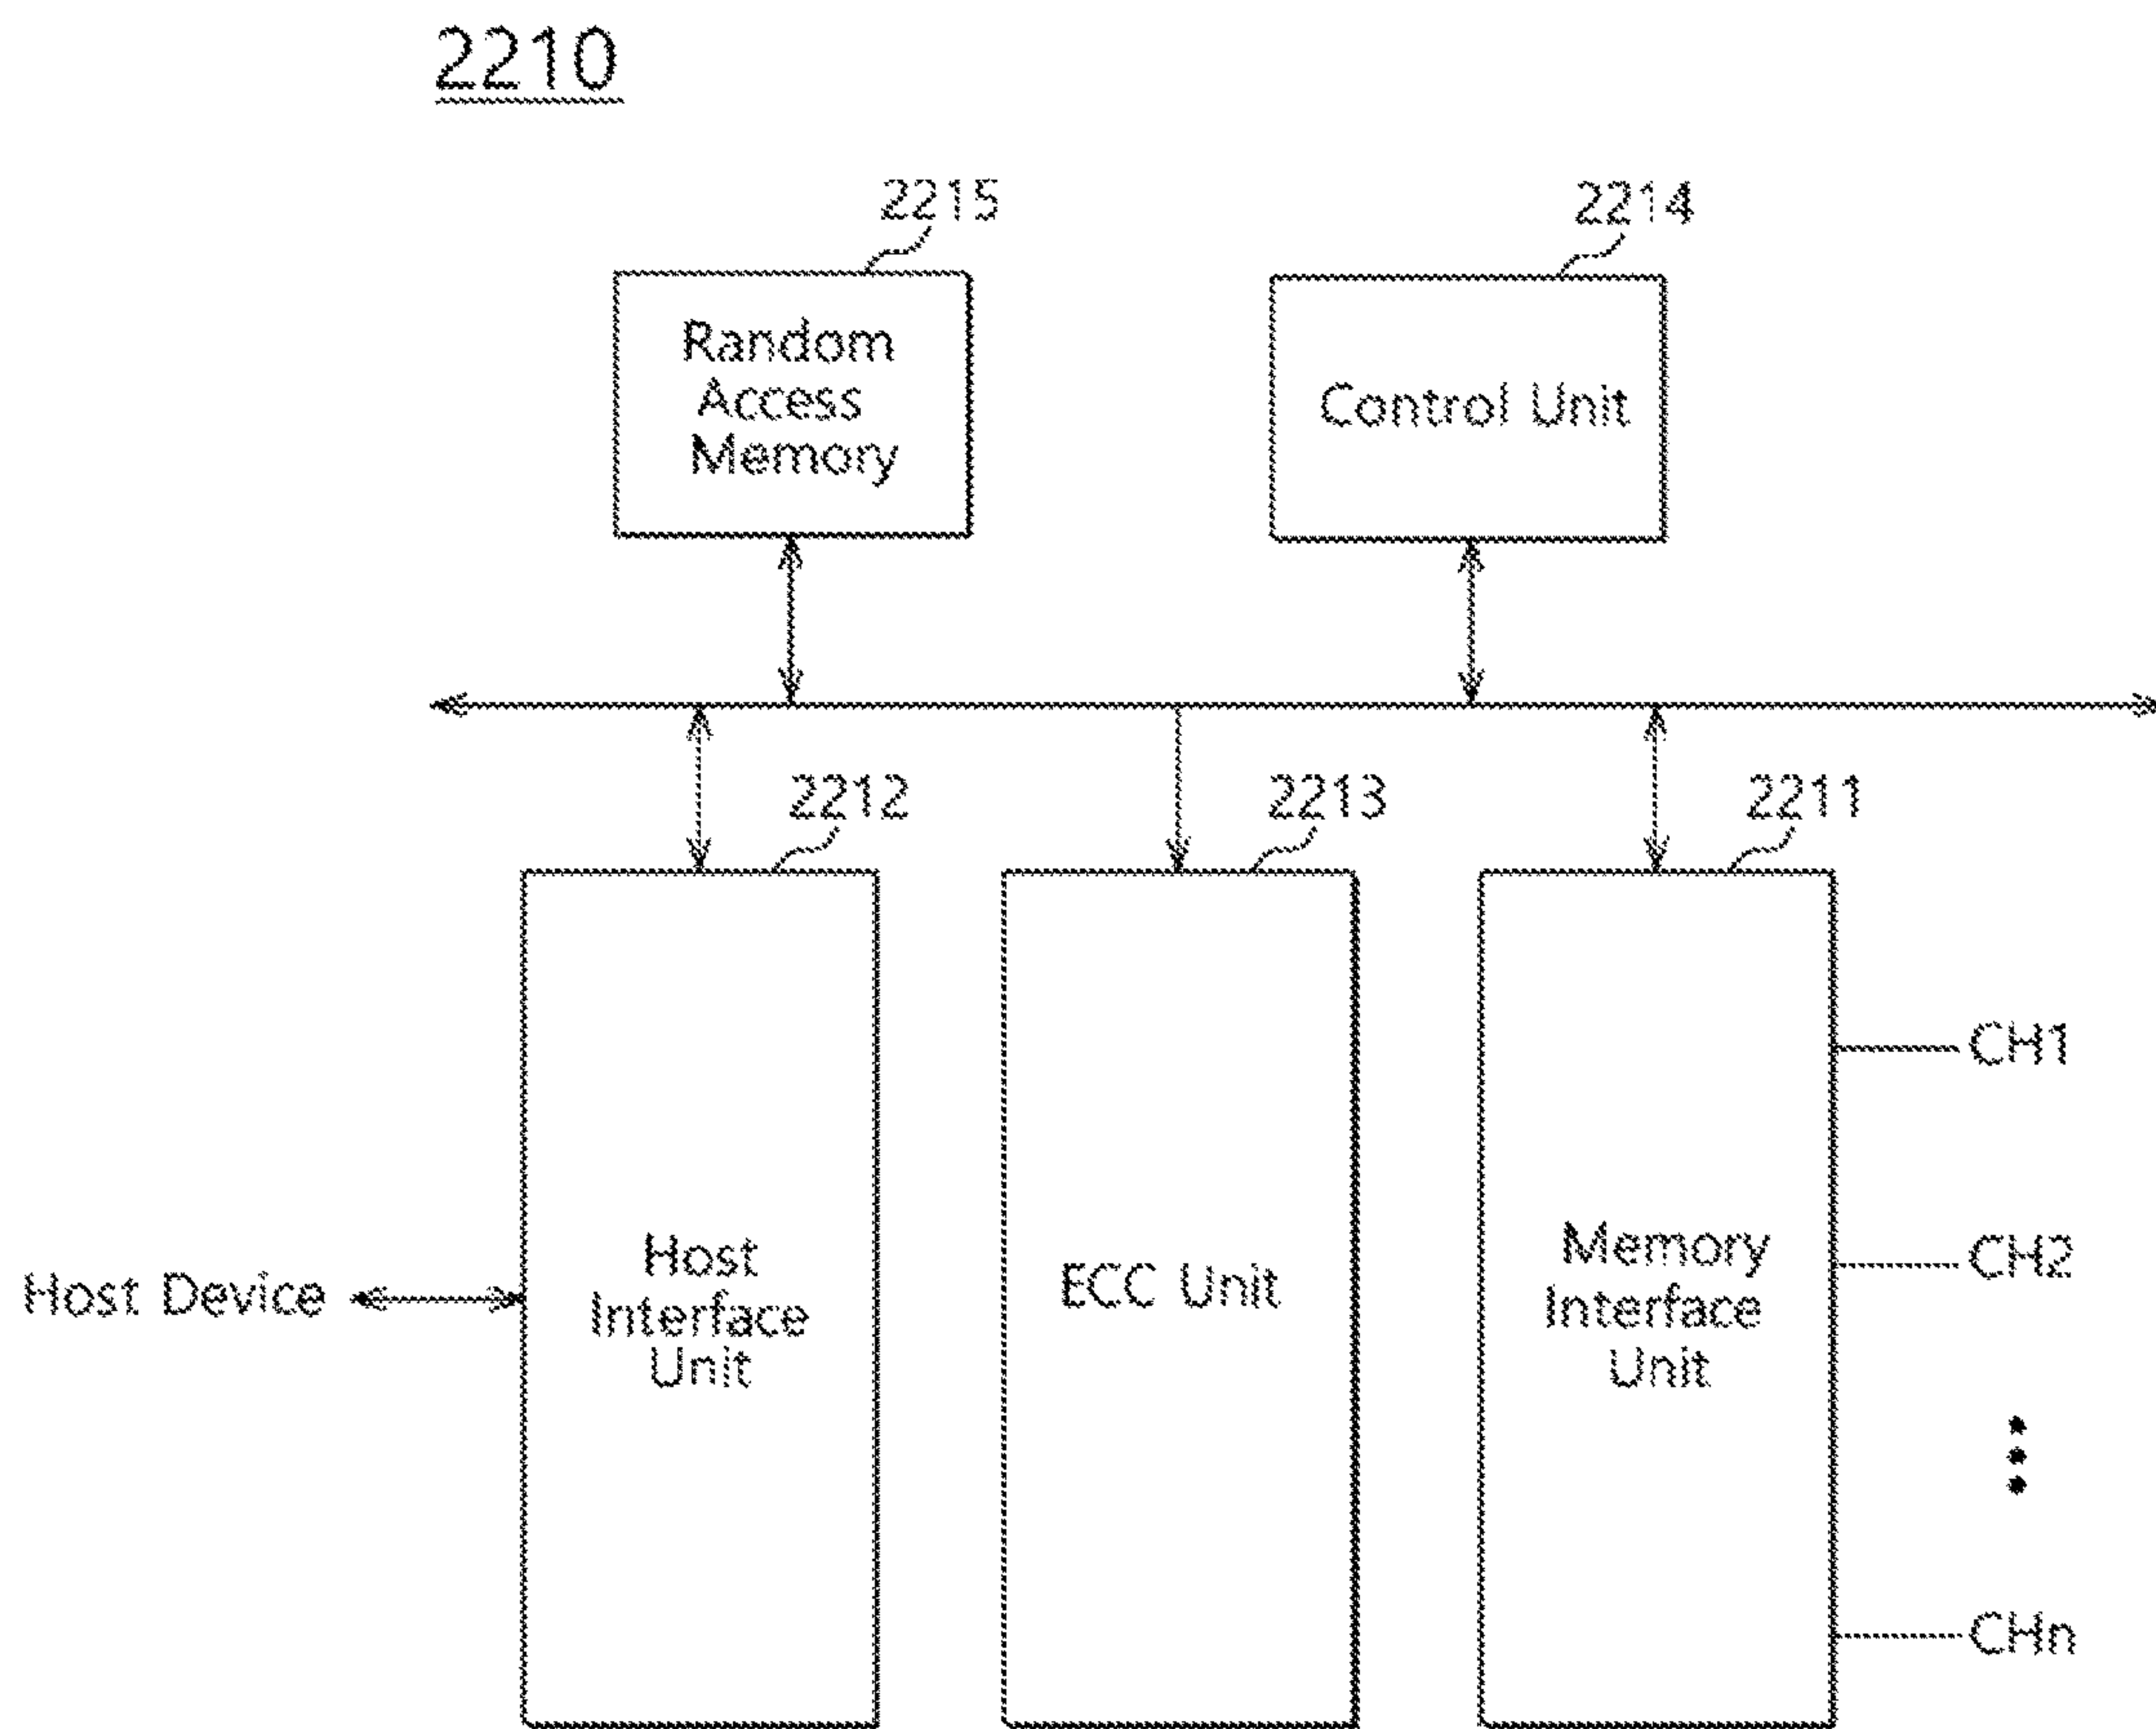 2210
2215
2214
Random
Access
Memory
Control Unit
2212
2213
2211
CH1
Host
Interface
Unit
ECC Unit
Memory
Interface
Unit
CH2
Host Device
CHn